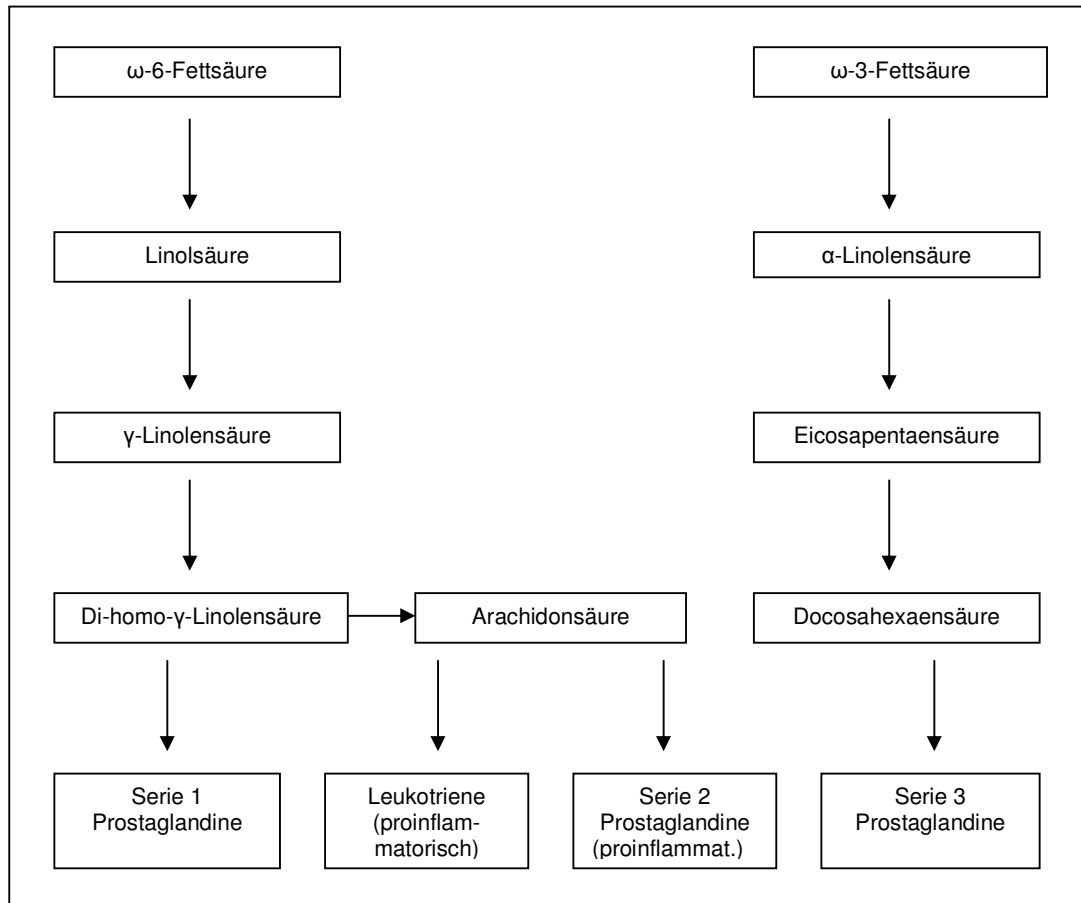 ω-6-Fettsäure
ω-3-Fettsäure
Linolsäure
α-Linolensäure
γ-Linolensäure
Eicosapentaensäure
Di-homo-γ-Linolensäure
Arachidonsäure
Docosahexaensäure
Serie 1
Prostaglandine
Leukotriene
(proinflam-
matorisch)
Serie 2
Prostaglandine
(proinflammat.)
Serie 3
Prostaglandine